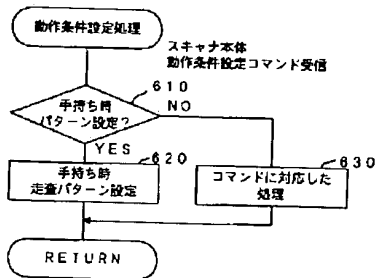 動作条件設定処理
スキャナ本体
動作条件設定コマンド受信
610
手持ち時
パターン設定?
NO
YES
620
手持ち時
走査パターン設定
630
コマンドに対応した
処理
RETURN